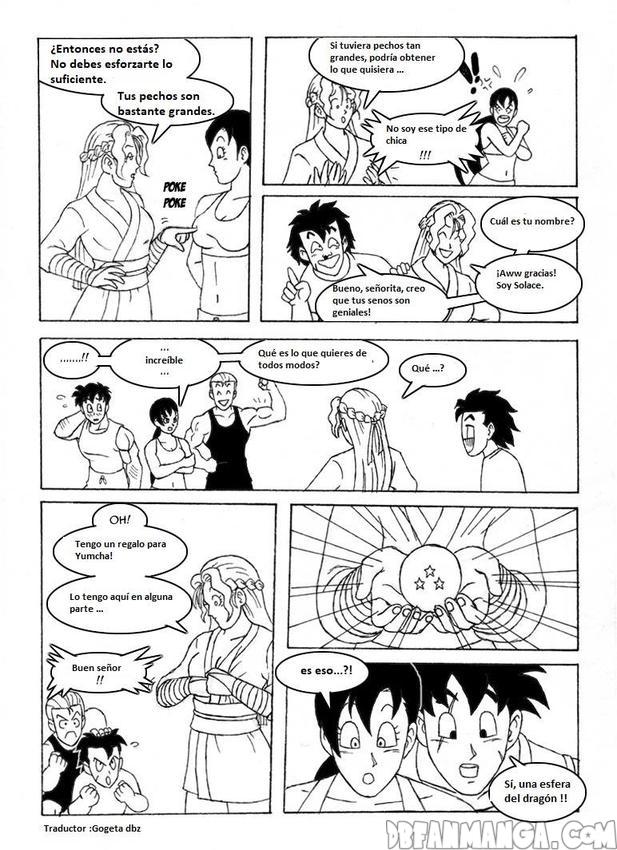 ¿Entonces no estás?
No debes esforzarte lo
suficiente.
Tus pechos son
bastante grandes.
POKE
POKE
Si tuviera pechos tan
grandes, podría obtener
lo que quisiera ...
No soy ese tipo de
chica
!!!
!!
Cuál es tu nombre?
Bueno, señorita, creo
que tus senos son
geniales!
¡Aww gracias!
Soy Solace.
........!!
...
increíble
...
Qué es lo que quieres de
todos modos?
Qué ...?
OH!
Tengo un regalo para
Yumcha!
Lo tengo aquí en alguna
parte ...
Buen señor
!!
es eso...?!
Sí, una esfera
del dragón !!
Traductor :Gogeta dbz
DBFANMANGA.COM